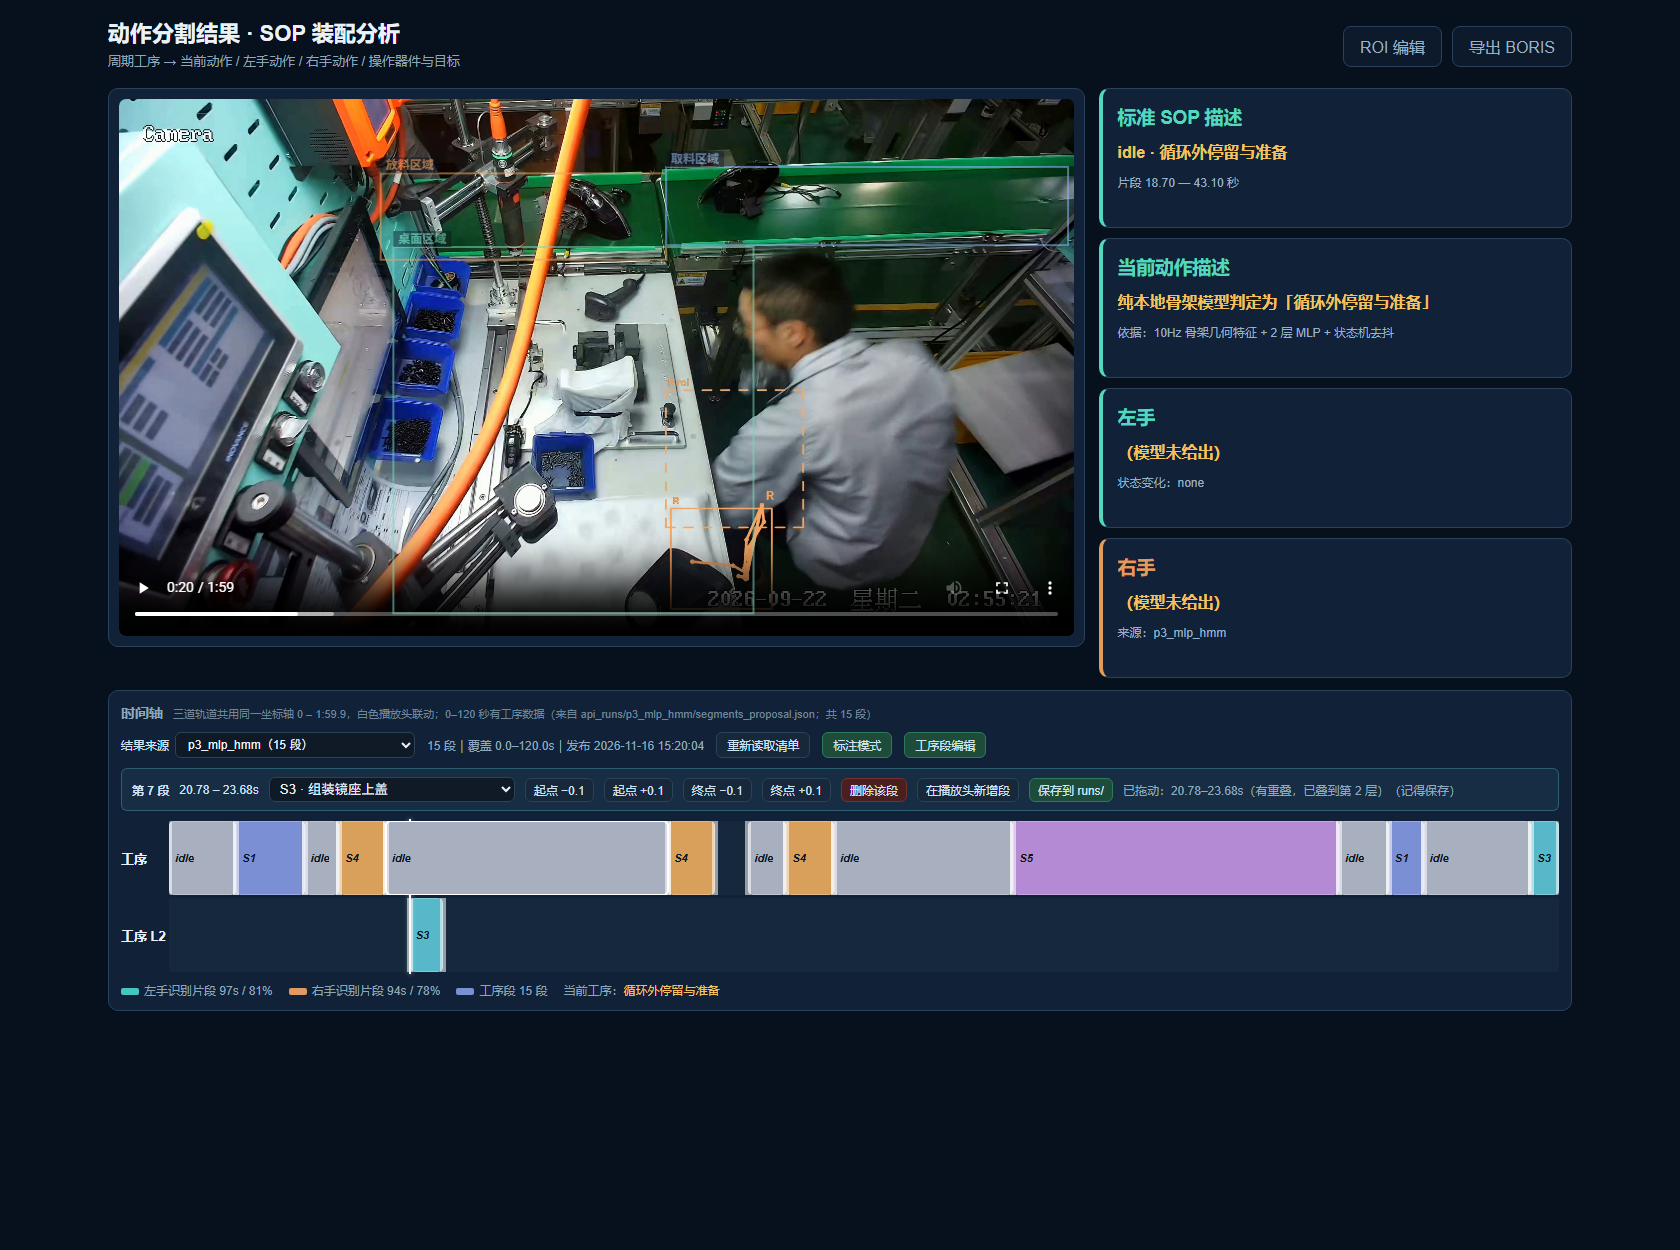 动作分割结果 · SOP 装配分析
周期工序 → 当前动作 / 左手动作 / 右手动作 / 操作器件与目标
ROI 编辑
导出 BORIS
Camera
放料区域
取料区域
桌面区域
R
R
0:20 / 1:59
2026-09-22 星期二 02:55:21
标准 SOP 描述
idle · 循环外停留与准备
片段 18.70 — 43.10 秒
当前动作描述
纯本地骨架模型判定为「循环外停留与准备」
依据：10Hz 骨架几何特征 + 2 层 MLP + 状态机去抖
左手
（模型未给出）
状态变化：none
右手
（模型未给出）
来源：p3_mlp_hmm
时间轴 三道轨道共用同一坐标轴 0 – 1:59.9，白色播放头联动；0–120 秒有工序数据（来自 api_runs/p3_mlp_hmm/segments_proposal.json；共 15 段）
结果来源 p3_mlp_hmm（15 段） 15 段 | 覆盖 0.0–120.0s | 发布 2026-11-16 15:20:04 重新读取清单 标注模式 工序段编辑
第 7 段 20.78 – 23.68s S3 · 组装镜座上盖 起点 −0.1 起点 +0.1 终点 −0.1 终点 +0.1 删除该段 在播放头新增段 保存到 runs/ 已拖动：20.78–23.68s（有重叠，已叠到第 2 层）（记得保存）
工序 idle S1 idle S4 idle S4 idle S4 idle S5 idle S1 idle S3
工序 L2 S3
左手识别片段 97s / 81% 右手识别片段 94s / 78% 工序段 15 段 当前工序：循环外停留与准备